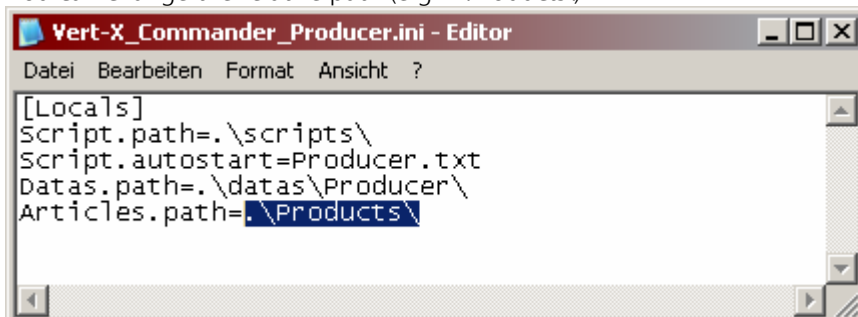 Vert-X_Commander_Producer.ini - Editor
Datei Bearbeiten Format Ansicht ?
[Locals]
Script.path=.\scripts\
Script.autostart=Producer.txt
Datas.path=.\datas\Producer\
Articles.path=.\Products\